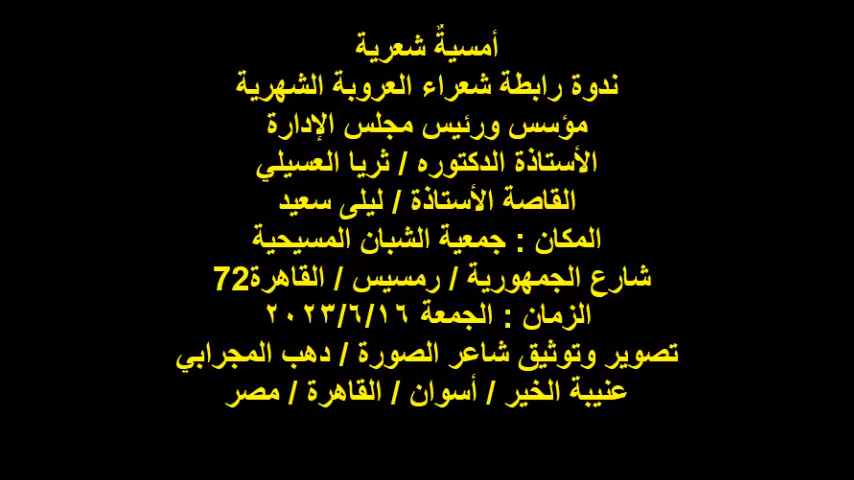 أمسيةٌ شعرية
ندوة رابطة شعراء العروبة الشهرية
مؤسس ورئيس مجلس الإدارة
الأستاذة الدكتوره / ثريا العسيلي
القاصة الأستاذة / ليلى سعيد
المكان : جمعية الشبان المسيحية
72شارع الجمهورية / رمسيس / القاهرة
الزمان : الجمعة ٢٠٢٣/٦/١٦
تصوير وتوثيق شاعر الصورة / دهب المجرابي
عنيبة الخير / أسوان / القاهرة / مصر